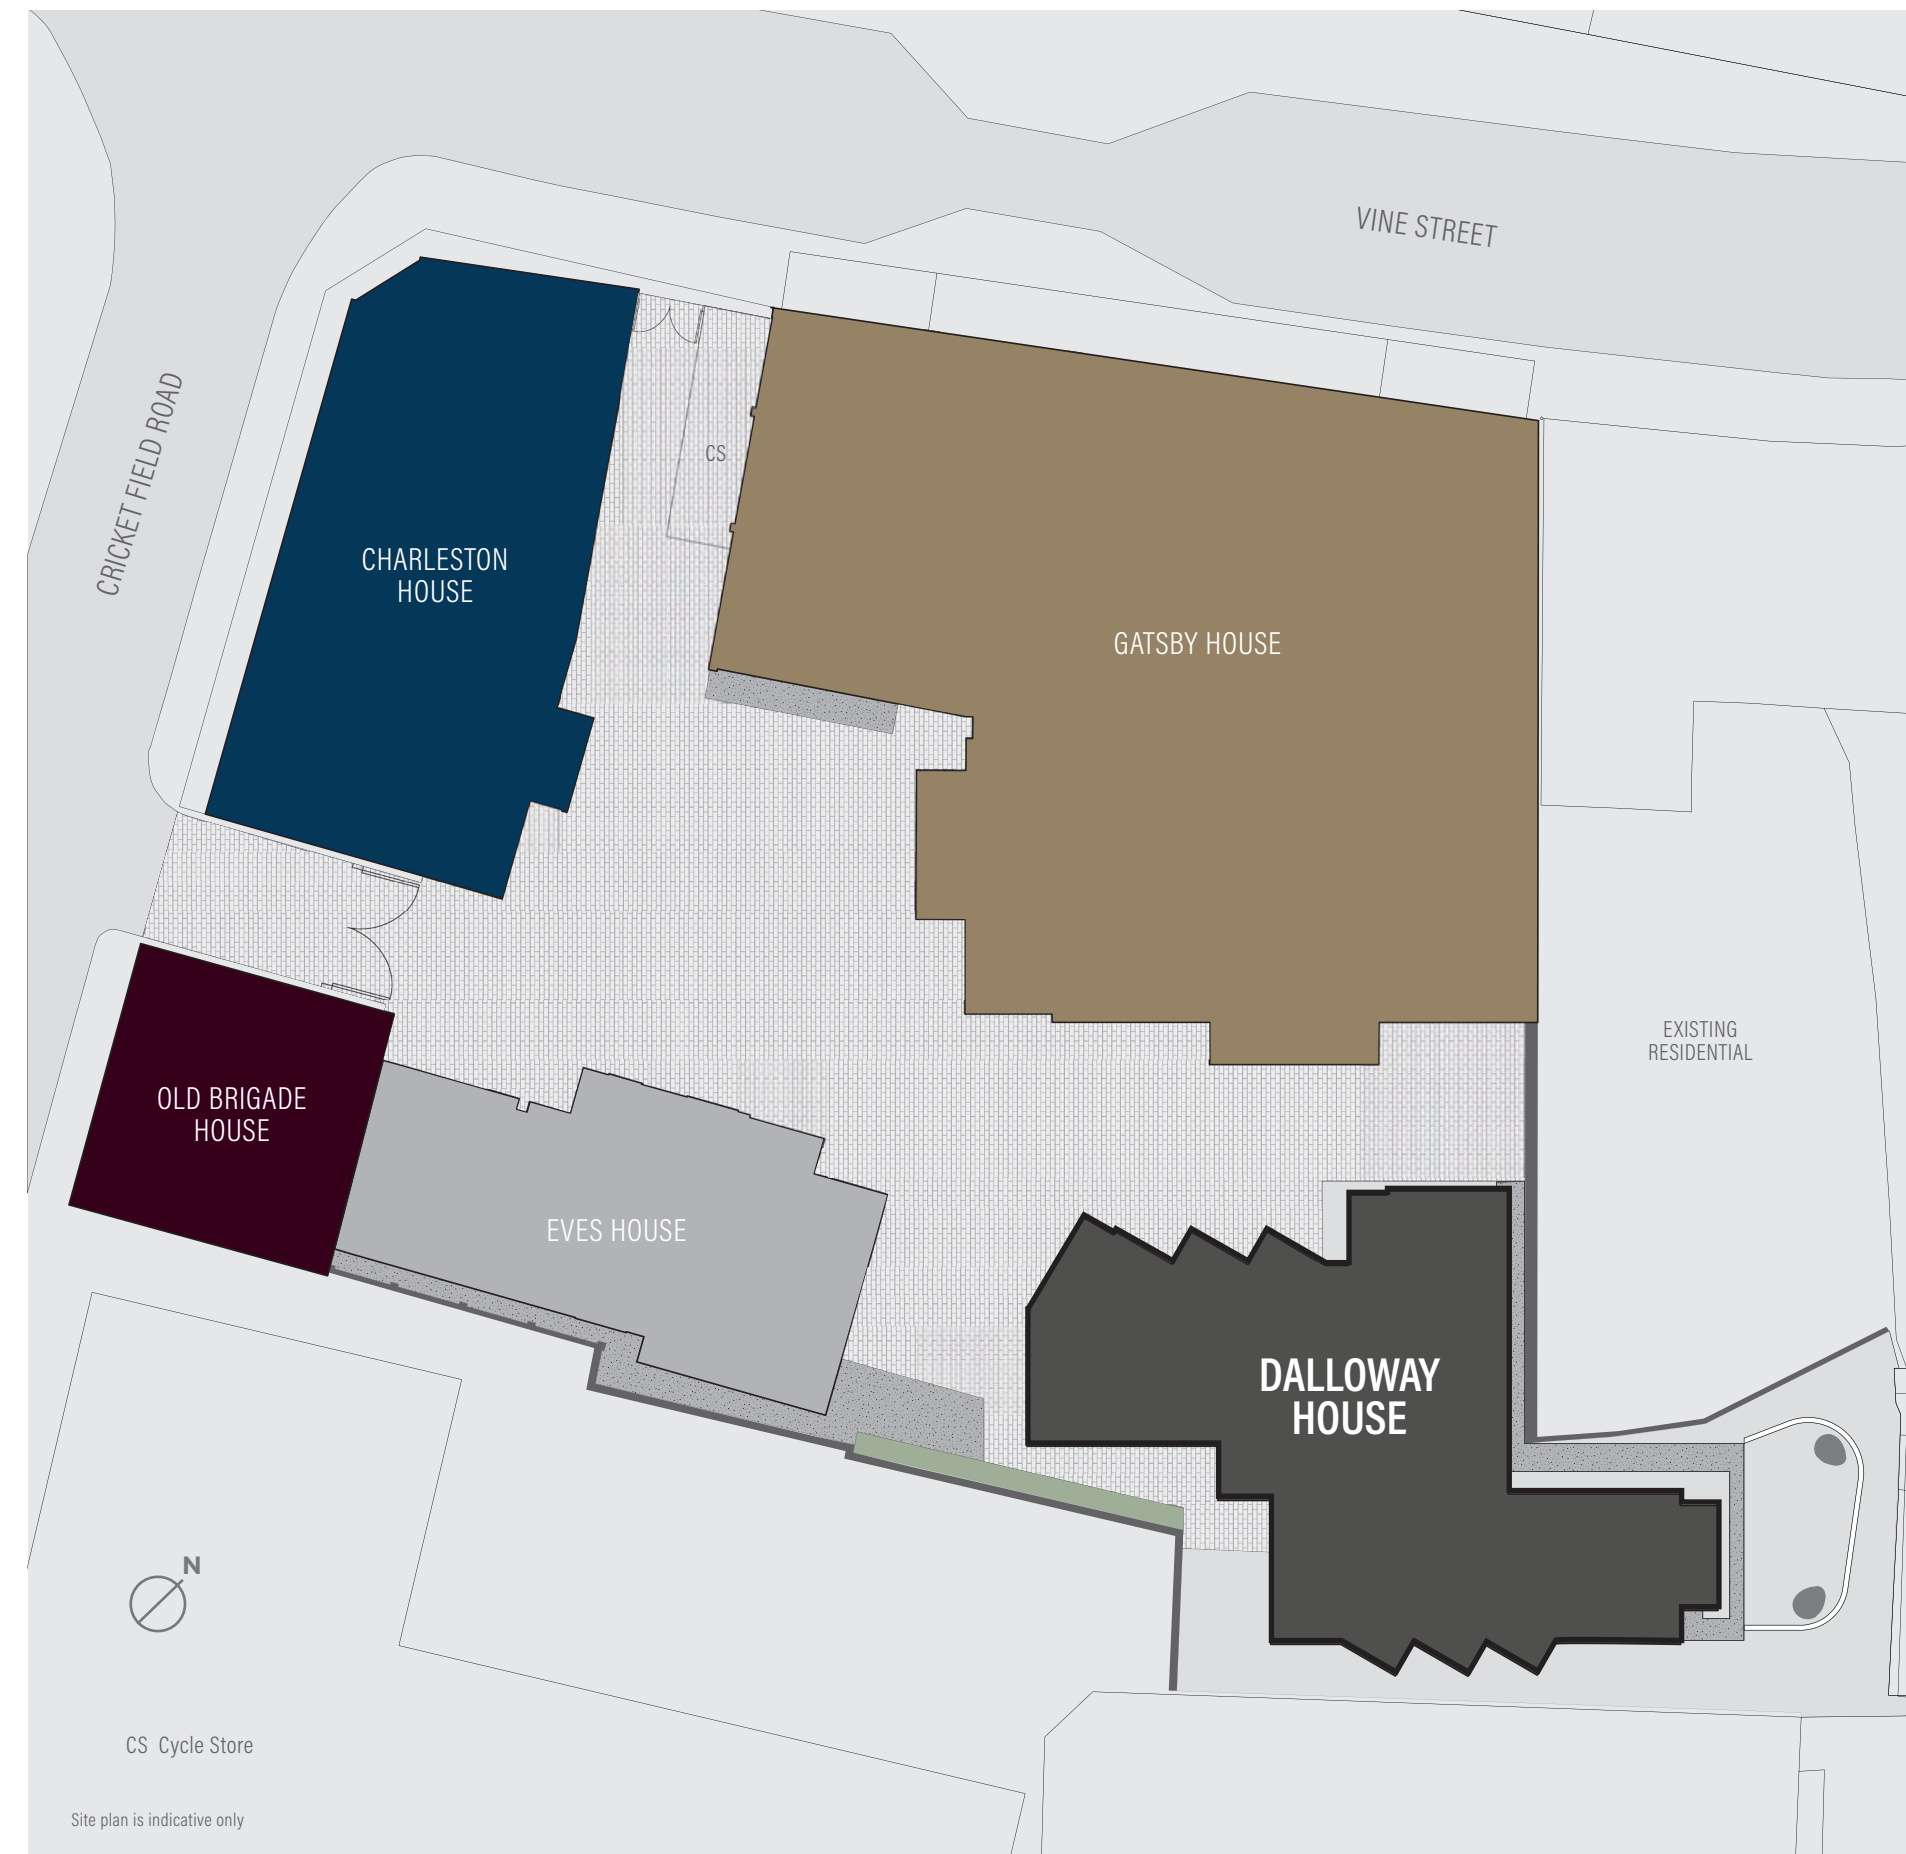 VINE STREET
CRICKET FIELD ROAD
CS
CHARLESTON
HOUSE
GATSBY HOUSE
EXISTING
RESIDENTIAL
OLD BRIGADE
HOUSE
EVES HOUSE
DALLOWAY
HOUSE
N
CS Cycle Store
Site plan is indicative only